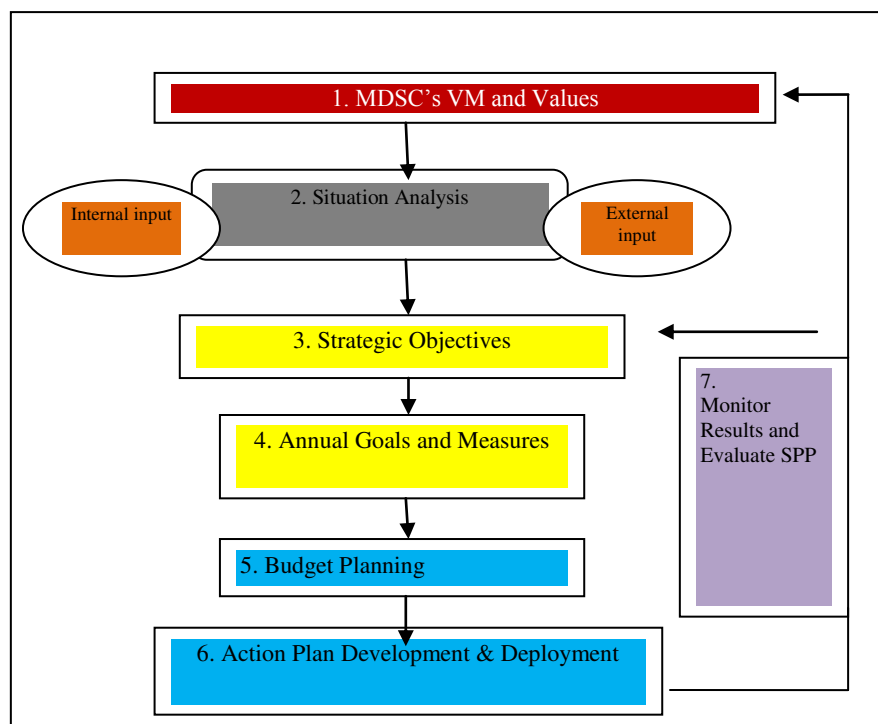 1. MDSC's VM and Values
2. Situation Analysis
Internal input
External
input
3. Strategic Objectives
7.
Monitor
Results and
Evaluate SPP
4. Annual Goals and Measures
5. Budget Planning
6. Action Plan Development & Deployment